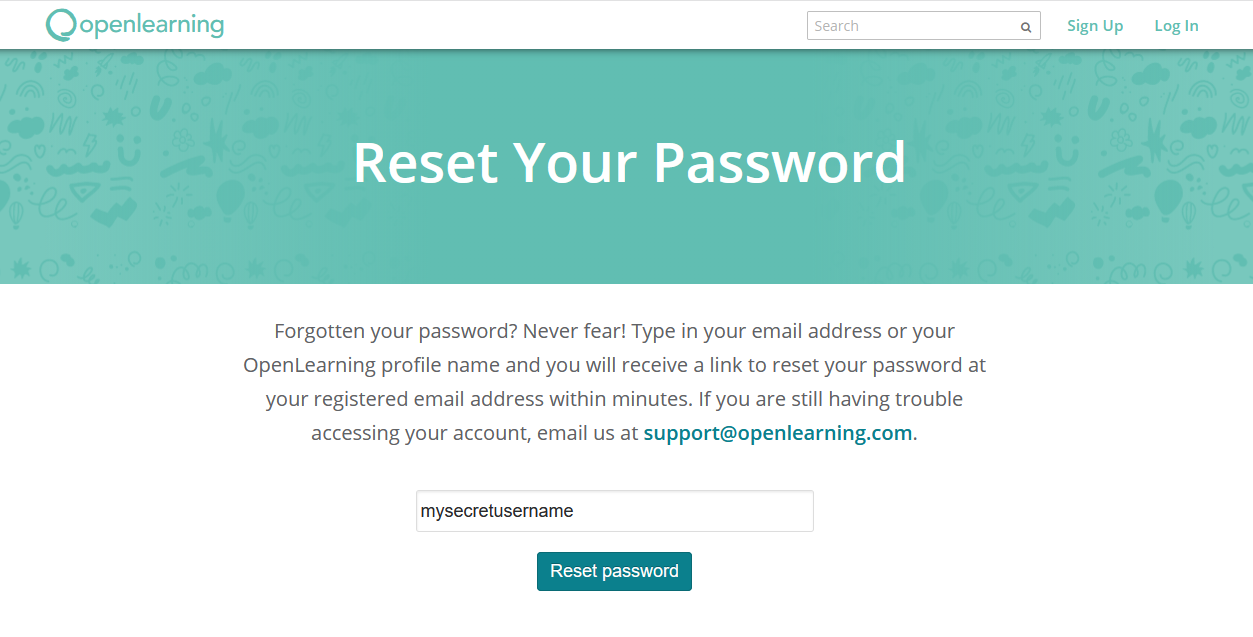 openlearning
Search
Sign Up
Log In
Reset Your Password
Forgotten your password? Never fear! Type in your email address or your
OpenLearning profile name and you will receive a link to reset your password at
your registered email address within minutes. If you are still having trouble
accessing your account, email us at support@openlearning.com.
mysecretusername
Reset password